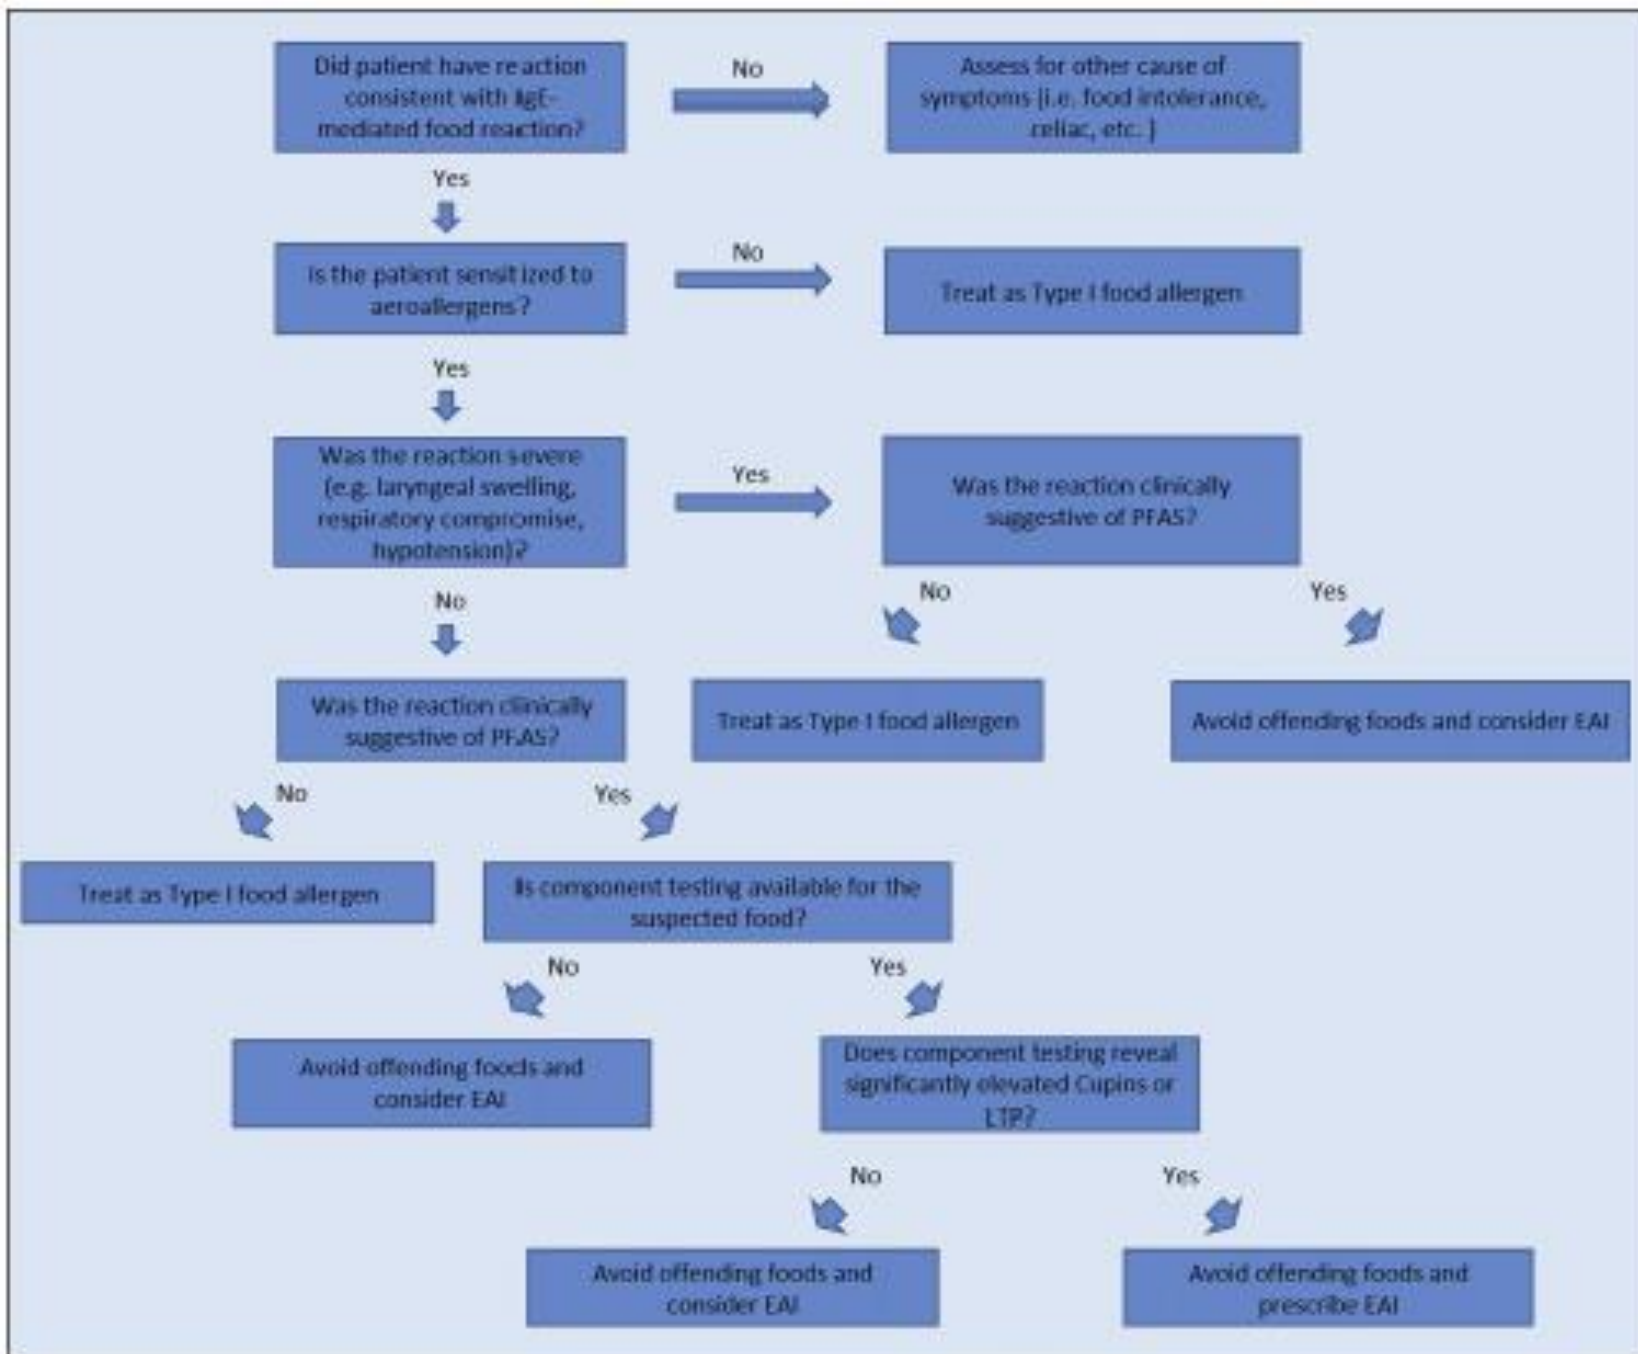 Did patient have reaction
consistent with IgE-
mediated food reaction?
No
Assess for other cause of
symptoms (i.e. food intolerance,
celiac, etc. )
Yes
Is the patient sensitized to
aeroallergens?
No
Treat as Type I food allergen
Yes
Was the reaction severe
(e.g. laryngeal swelling,
respiratory compromise,
hypotension)?
Yes
Was the reaction clinically
suggestive of PFAS?
No
Yes
No
Was the reaction clinically
suggestive of PFAS?
Treat as Type I food allergen
Avoid offending foods and consider EAI
No
Yes
Treat as Type I food allergen
Is component testing available for the
suspected food?
No
Yes
Avoid offending foods and
consider EAI
Does component testing reveal
significantly elevated Cupins or
LTP?
No
Yes
Avoid offending foods and
consider EAI
Avoid offending foods and
prescribe EAI